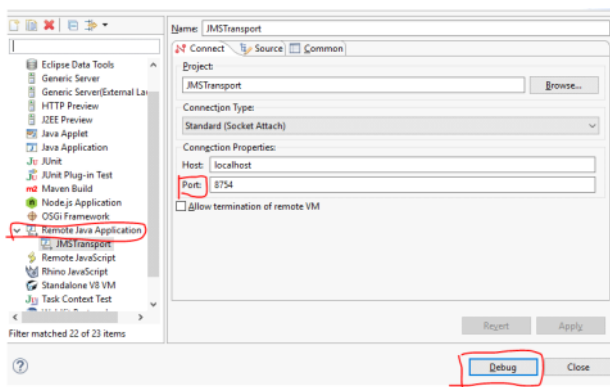 Name: JMSTransport
Connect Source Common
Project:
JMSTransport Browse...
Connection Type:
Standard (Socket Attach)
Connection Properties:
Host: localhost
Port: 8754
Allow termination of remote VM
Revert Apply
Eclipse Data Tools
Generic Server
Generic Server(External Lau
HTTP Preview
J2EE Preview
Java Applet
Java Application
JUnit
JUnit Plug-in Test
Maven Build
Node.js Application
OSGi Framework
Remote Java Application
JMSTransport
Remote JavaScript
Rhino JavaScript
Standalone V8 VM
Task Context Test
Filter matched 22 of 23 items
Debug Close